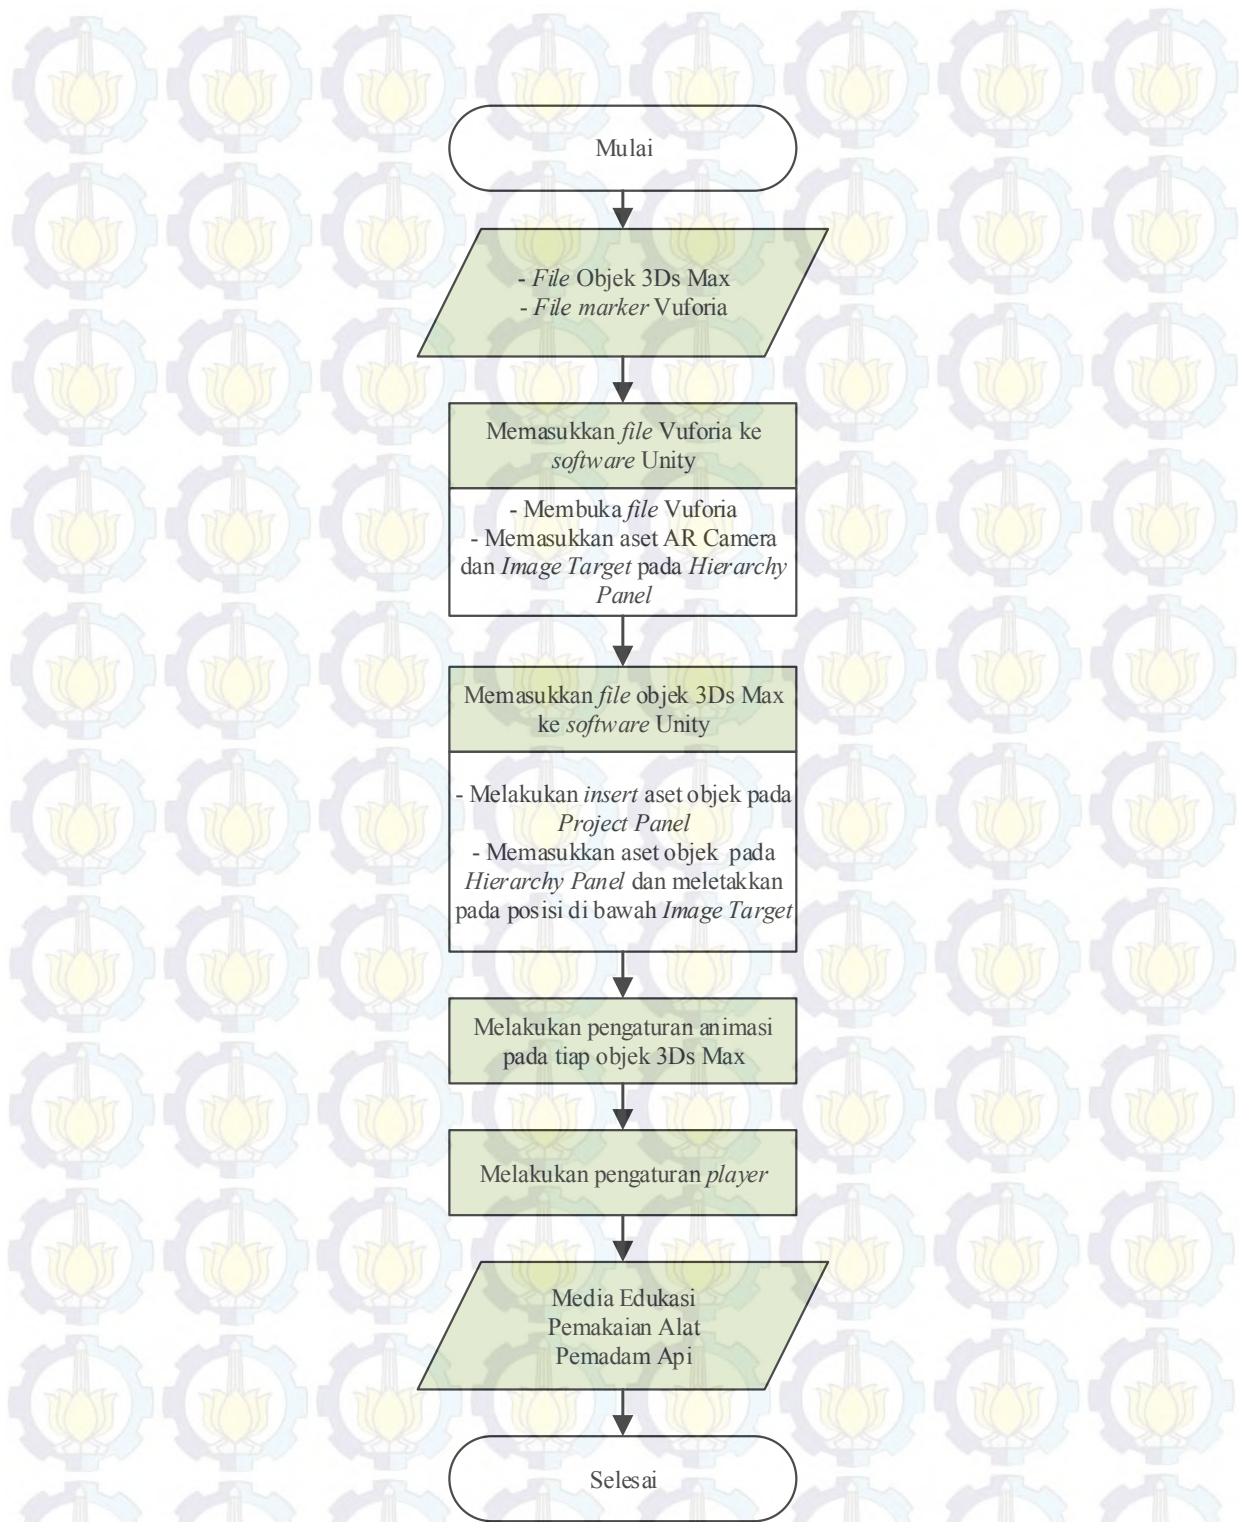 Mulai
- File Objek 3Ds Max
- File marker Vuforia
Memasukkan file Vuforia ke
software Unity
- Membuka file Vuforia
- Memasukkan aset AR Camera
dan Image Target pada Hierarchy
Panel
Memasukkan file objek 3Ds Max
ke software Unity
- Melakukan insert aset objek pada
Project Panel
- Memasukkan aset objek pada
Hierarchy Panel dan meletakkan
pada posisi di bawah Image Target
Melakukan pengaturan animasi
pada tiap objek 3Ds Max
Melakukan pengaturan player
Media Edukasi
Pemakaian Alat
Pemadam Api
Selesai